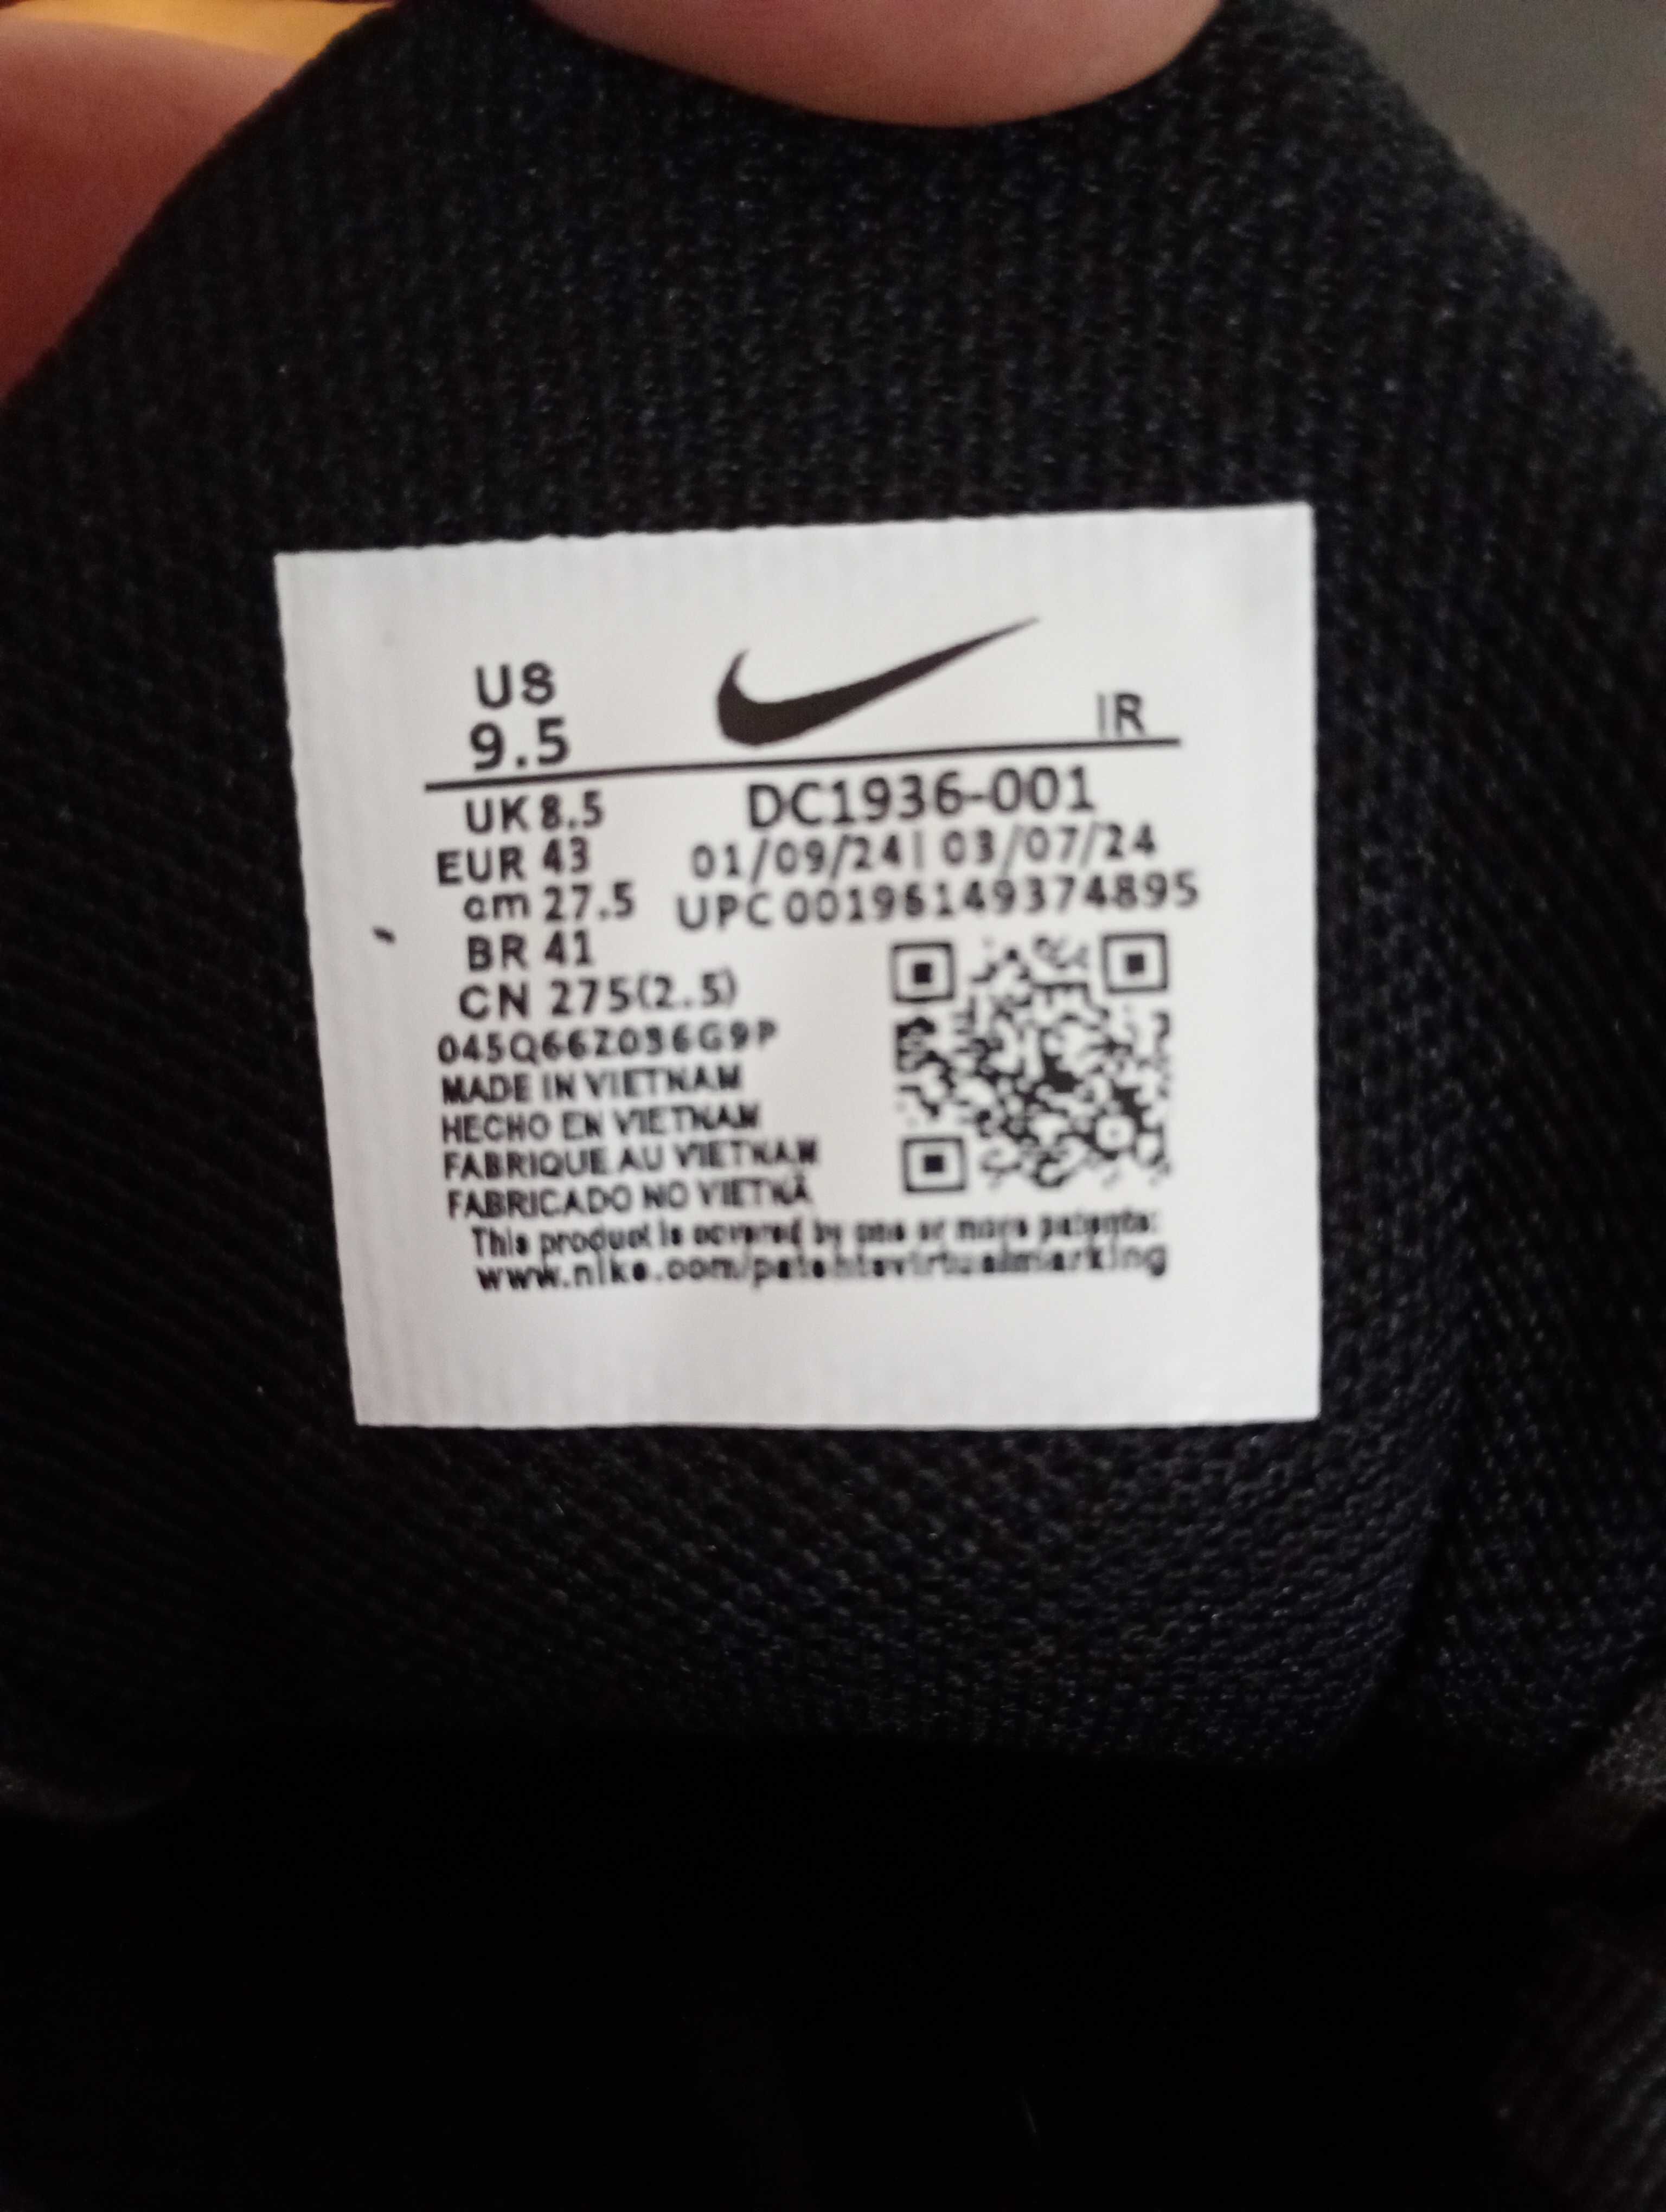 US
9.5
IR
UK 8.5
EUR 43
cm 27.5
BR 41
CN 275(2.5)
DC1936-001
01/09/24| 03/07/24
UPC 00196149374895
045Q66Z036G9P
MADE IN VIETNAM
HECHO EN VIETNAM
FABRIQUE AU VIETNAM
FABRICADO NO VIETNÃ
This product is covered by one or more patents:
www.nike.com/patentsvirtualmarking